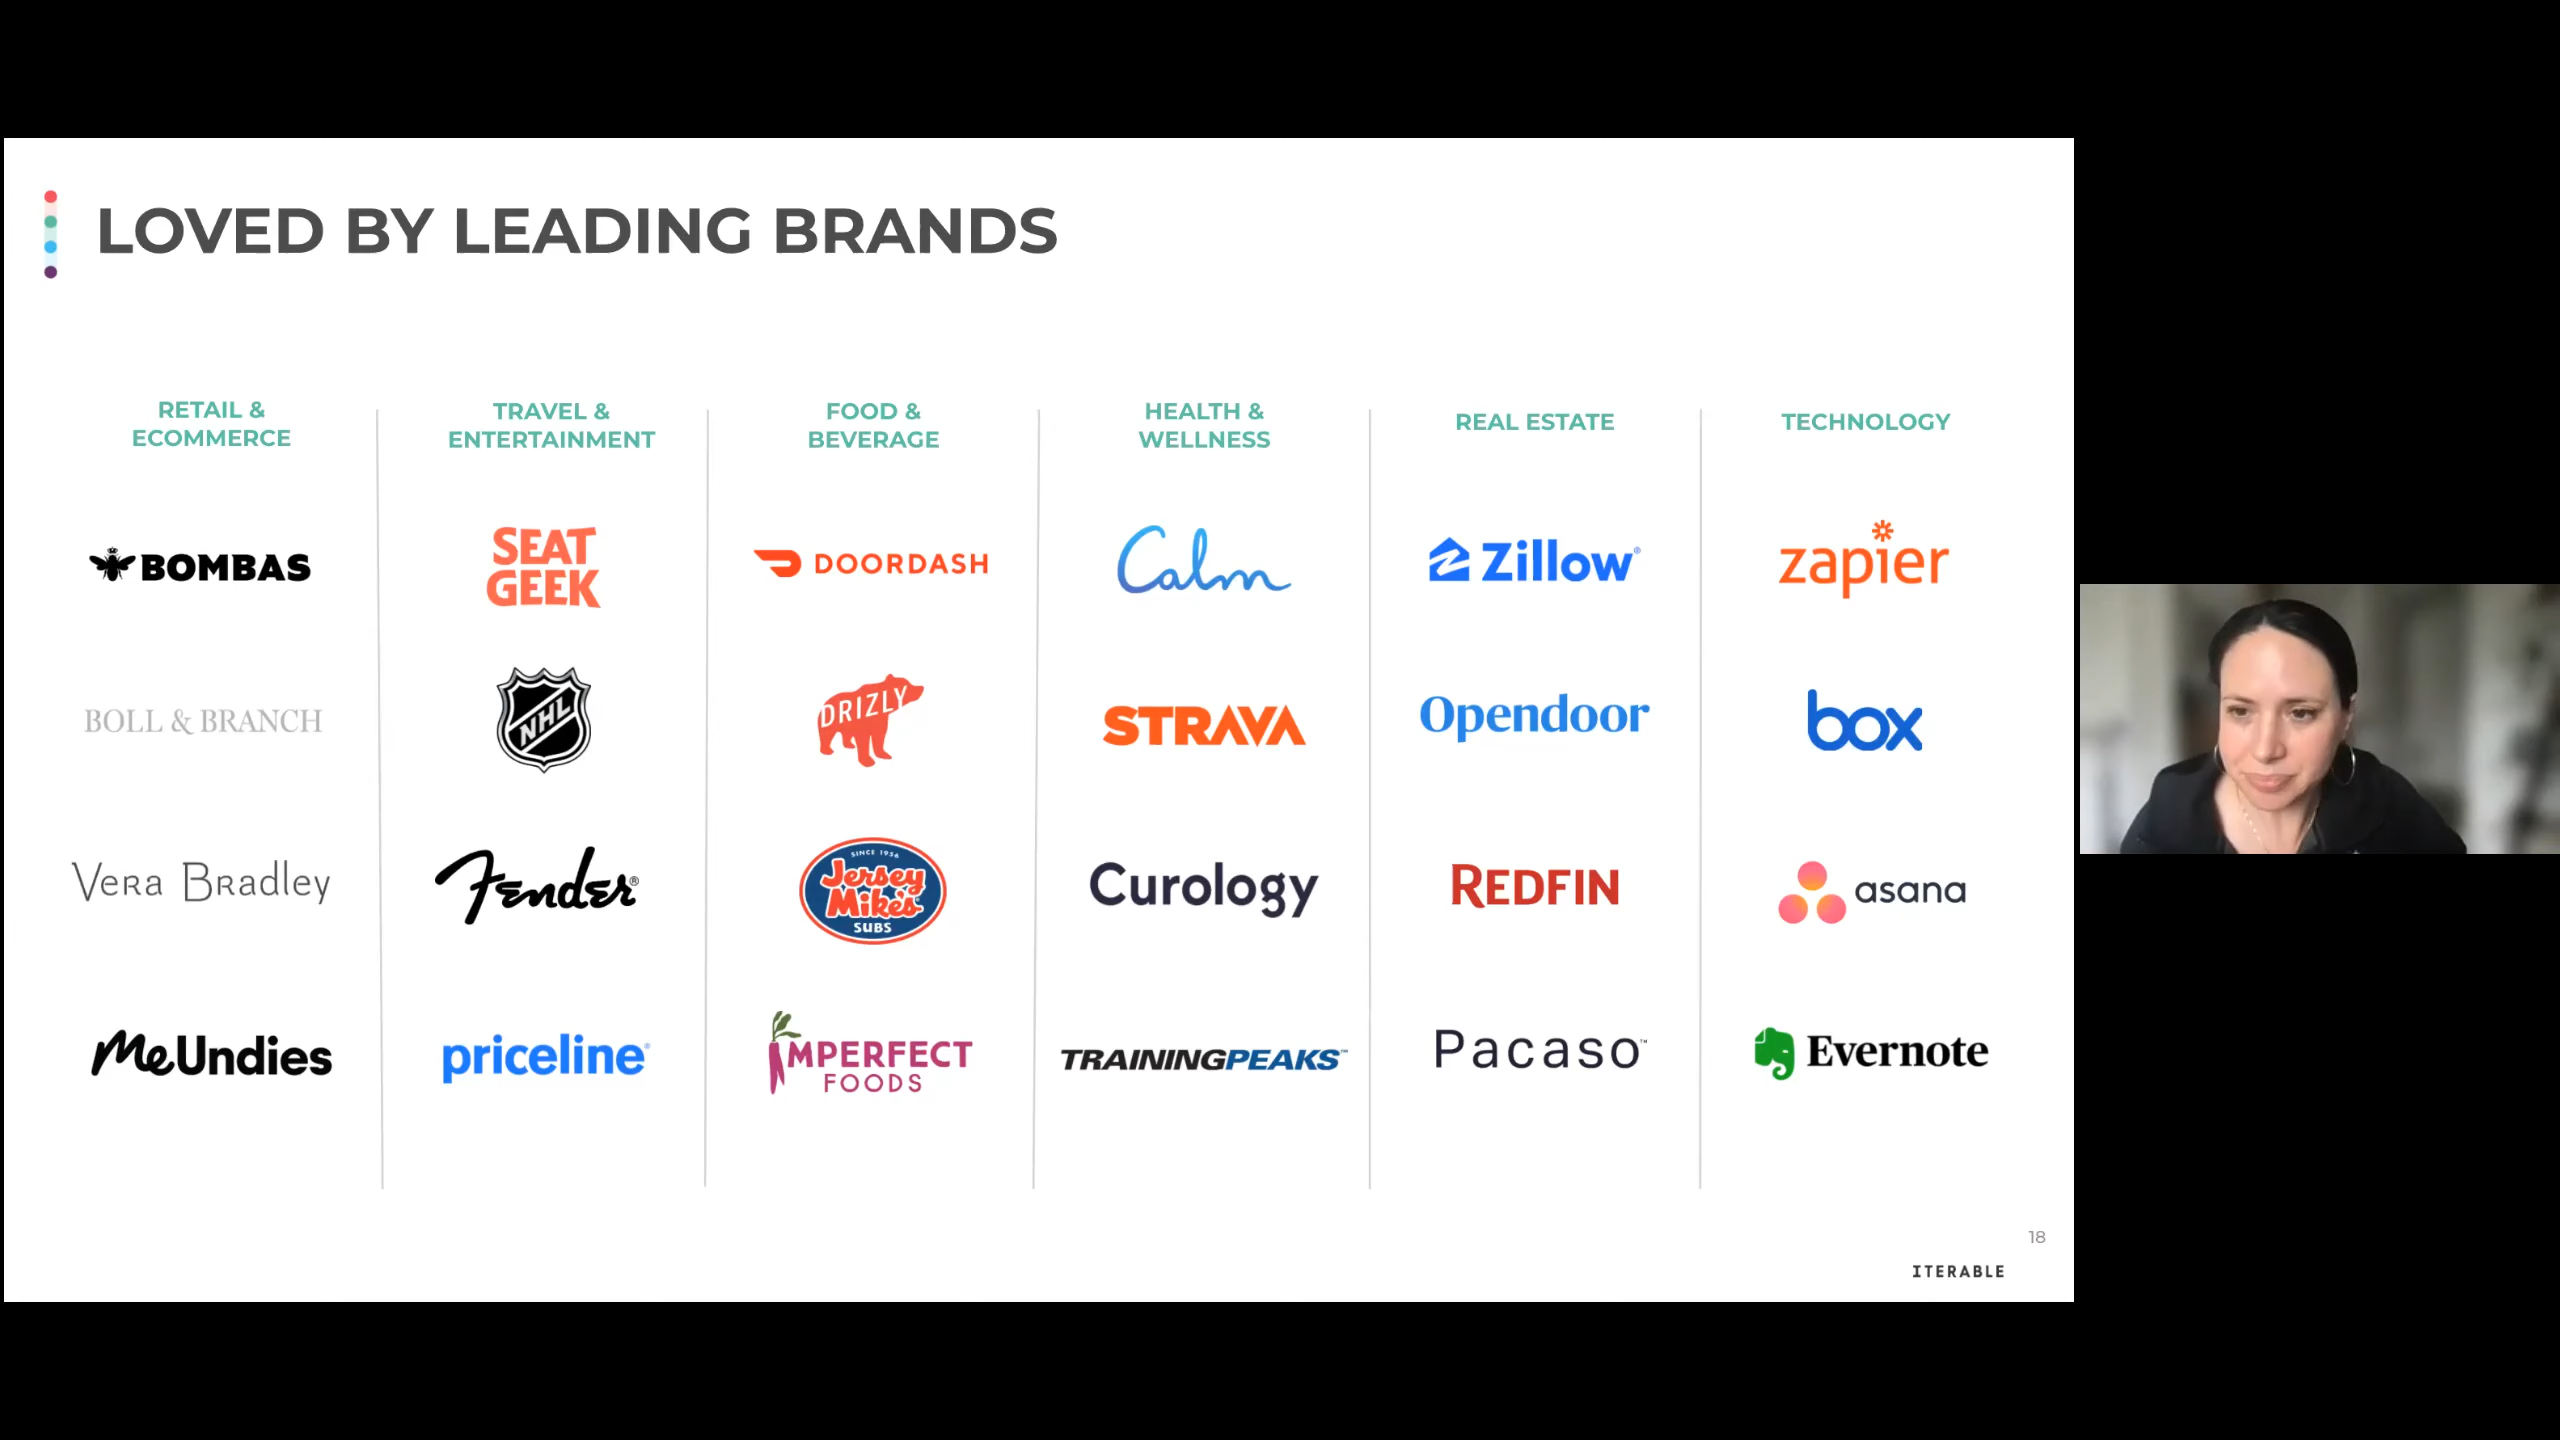 LOVED BY LEADING BRANDS
RETAIL &
ECOMMERCE
BOMBAS
BOLL & BRANCH
Vera Bradley
MeUndies
TRAVEL &
ENTERTAINMENT
SEAT
GEEK
NHL
Fender®
priceline®
FOOD &
BEVERAGE
DOORDASH
DRIZLY
SINCE 1956
Jersey
Mike's
SUBS
IMPERFECT
FOODS
HEALTH &
WELLNESS
Calm
STRAVA
Curology
TRAININGPEAKS™
REAL ESTATE
Zillow®
Opendoor
REDFIN
Pacaso™
TECHNOLOGY
zapier
box
asana
Evernote
18
ITERABLE